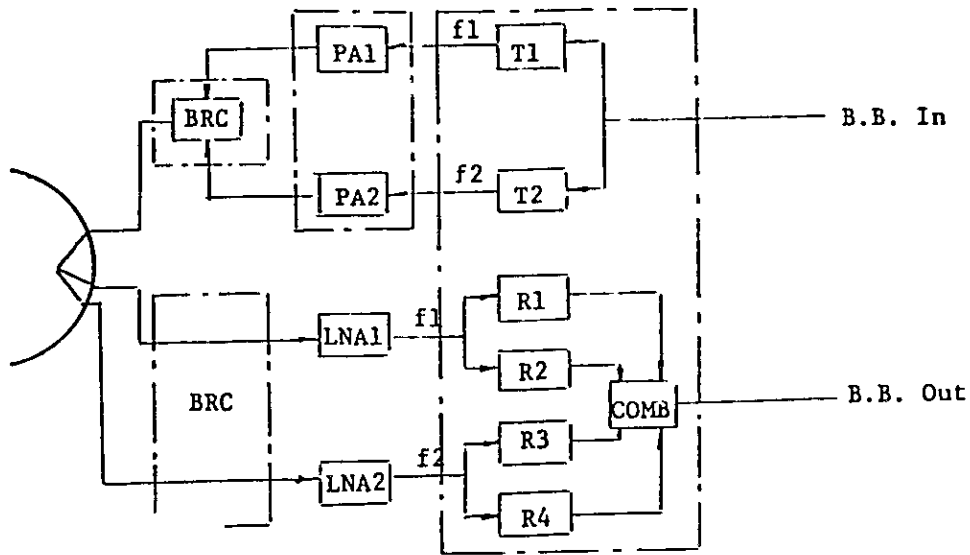 f1
PA1
T1
BRC
B.B. In
f2
PA2
T2
R1
f1
LNA1
R2
BRC
COMB
B.B. Out
R3
f2
LNA2
R4